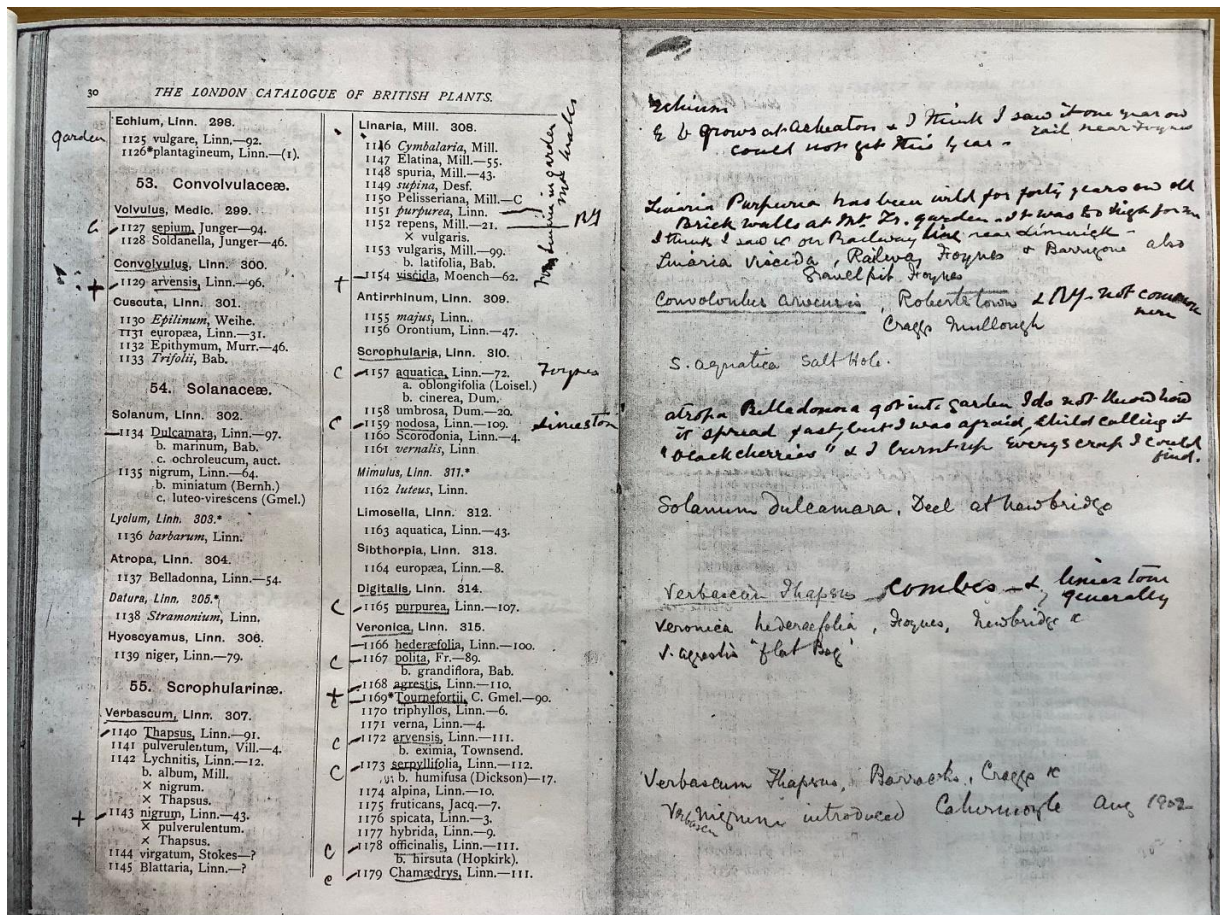 30 THE LONDON CATALOGUE OF BRITISH PLANTS.
Echium, Linn. 298.
garden
1125 vulgare, Linn.—92.
1126*plantagineum, Linn.—(1).
53. Convolvulaceæ.
Volvulus, Medic. 299.
C 1127 sepium, Junger—94.
1128 Soldanella, Junger—46.
Convolvulus, Linn. 300.
+ 1129 arvensis, Linn.—96.
Cuscuta, Linn. 301.
1130 Epilinum, Weihe.
1131 europæa, Linn.—31.
1132 Epithymum, Murr.—46.
1133 Trifolii, Bab.
54. Solanaceæ.
Solanum, Linn. 302.
1134 Dulcamara, Linn.—97.
b. marinum, Bab.
c. ochroleucum, auct.
1135 nigrum, Linn.—64.
b. miniatum (Bernh.)
c. luteo-virescens (Gmel.)
Lycium, Linn. 303.*
1136 barbarum, Linn.
Atropa, Linn. 304.
1137 Belladonna, Linn.—54.
Datura, Linn. 305.*
1138 Stramonium, Linn.
Hyoscyamus, Linn. 306.
1139 niger, Linn.—79.
55. Scrophularinæ.
Verbascum, Linn. 307.
1140 Thapsus, Linn.—91.
1141 pulverulentum, Vill.—4.
1142 Lychnitis, Linn.—12.
b. album, Mill.
× nigrum.
× Thapsus.
+ 1143 nigrum, Linn.—43.
× pulverulentum.
× Thapsus.
1144 virgatum, Stokes—?
1145 Blattaria, Linn.—?
Linaria, Mill. 308.
1146 Cymbalaria, Mill.
1147 Elatina, Mill.—55.
1148 spuria, Mill.—43.
1149 supina, Desf.
1150 Pelisseriana, Mill.—C
1151 purpurea, Linn.
1152 repens, Mill.—21. RY
× vulgaris.
1153 vulgaris, Mill.—99.
b. latifolia, Bab.
+ 1154 viscida, Moench—62.
in garden
walls
Antirrhinum, Linn. 309.
1155 majus, Linn.
1156 Orontium, Linn.—47.
Scrophularia, Linn. 310.
C 1157 aquatica, Linn.—72. Foynes
a. oblongifolia (Loisel.)
b. cinerea, Dum.
1158 umbrosa, Dum.—20.
C 1159 nodosa, Linn.—109. Limeston
1160 Scorodonia, Linn.—4.
1161 vernalis, Linn.
Mimulus, Linn. 311.*
1162 luteus, Linn.
Limosella, Linn. 312.
1163 aquatica, Linn.—43.
Sibthorpia, Linn. 313.
1164 europæa, Linn.—8.
Digitalis, Linn. 314.
C 1165 purpurea, Linn.—107.
Veronica, Linn. 315.
1166 hederæfolia, Linn.—100.
C 1167 polita, Fr.—89.
b. grandiflora, Bab.
1168 agrestis, Linn.—110.
+ 1169*Tournefortii, C. Gmel.—90.
1170 triphyllos, Linn.—6.
1171 verna, Linn.—4.
C 1172 arvensis, Linn.—111.
b. eximia, Townsend.
C 1173 serpyllifolia, Linn.—112.
b. humifusa (Dickson)—17.
1174 alpina, Linn.—10.
1175 fruticans, Jacq.—7.
1176 spicata, Linn.—3.
1177 hybrida, Linn.—9.
C 1178 officinalis, Linn.—111.
b. hirsuta (Hopkirk).
C 1179 Chamædrys, Linn.—111.
Echium
E v grows at Askeaton & I think I saw it one year on
rail near Foynes
could not get this year.
Linaria Purpurea has been wild for forty years on old
Brick walls at Mt. Tr. garden. It was too high for me
I think I saw it on Railway line near Limerick—
Linaria viscida, Railway Foynes & Barrigone also
Gravelpit Foynes
Convolvulus arvensis, Robertstown & RY. not common
Craggs Mullough
S. aquatica Salt Hole.
atropa Belladonna got into garden I do not know how
it spread fast, but I was afraid, child calling it
"black cherries" & I burnt up every scrap I could
find.
Solanum Dulcamara, Deel at Newbridge
Verbascum Thapsus combes & limestone
generally
Veronica hederæfolia, Foynes, Newbridge &c
V. agrestis "flat Bog"
Verbascum Thapsus, Barracks, Craggs &c
Verbascum Nigrum introduced Cahermoyle Aug 1902